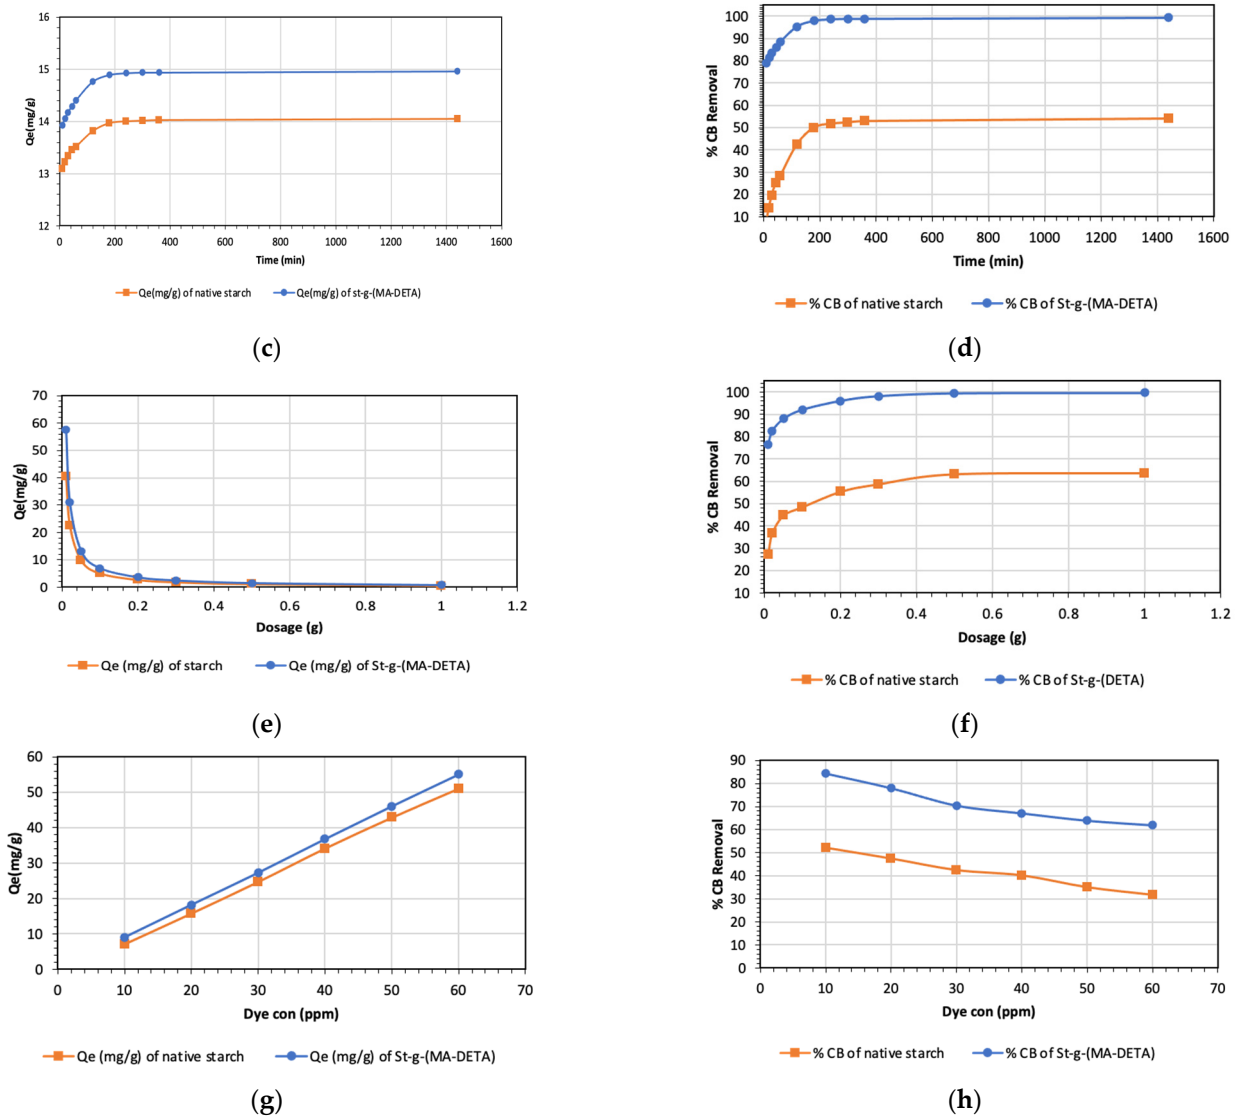 16
15
14
13
12
Qe(mg/g)
0 200 400 600 800 1000 1200 1400 1600
Time (min)
Qe(mg/g) of native starch Qe(mg/g) of st-g-(MA-DETA)
(c)
100
90
80
70
60
50
40
30
20
10
% CB Removal
0 200 400 600 800 1000 1200 1400 1600
Time (min)
% CB of native starch % CB of St-g-(MA-DETA)
(d)
70
60
50
40
30
20
10
0
Qe(mg/g)
0 0.2 0.4 0.6 0.8 1 1.2
Dosage (g)
Qe (mg/g) of starch Qe (mg/g) of St-g-(MA-DETA)
(e)
100
90
80
70
60
50
40
30
20
10
% CB Removal
0 0.2 0.4 0.6 0.8 1 1.2
Dosage (g)
% CB of native starch % CB of St-g-(DETA)
(f)
60
50
40
30
20
10
0
Qe(mg/g)
0 10 20 30 40 50 60 70
Dye con (ppm)
Qe (mg/g) of native starch Qe (mg/g) of St-g-(MA-DETA)
(g)
90
80
70
60
50
40
30
20
10
0
% CB Removal
0 10 20 30 40 50 60 70
Dye con (ppm)
% CB of native starch % CB of St-g-(MA-DETA)
(h)